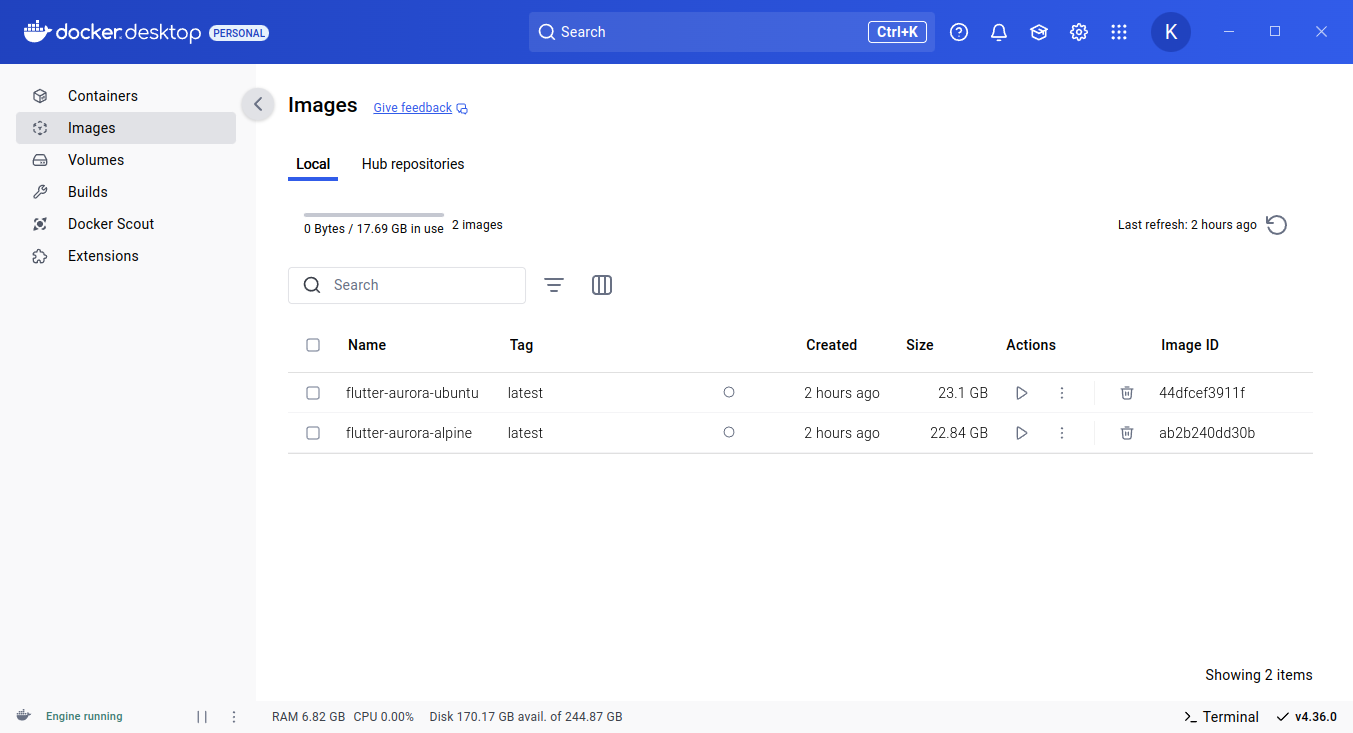 docker.desktop PERSONAL Search Ctrl+K K
Containers
Images
Volumes
Builds
Docker Scout
Extensions
Images Give feedback
Local Hub repositories
0 Bytes / 17.69 GB in use 2 images Last refresh: 2 hours ago
Search
Name Tag Created Size Actions Image ID
flutter-aurora-ubuntu latest 2 hours ago 23.1 GB 44dfcef3911f
flutter-aurora-alpine latest 2 hours ago 22.84 GB ab2b240dd30b
Showing 2 items
Engine running RAM 6.82 GB CPU 0.00% Disk 170.17 GB avail. of 244.87 GB Terminal v4.36.0